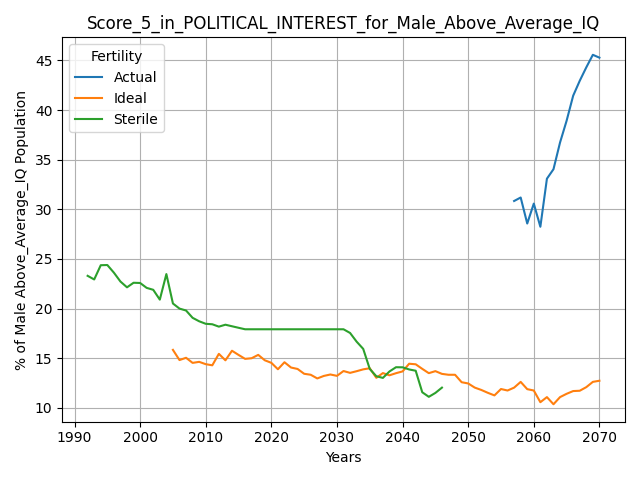 Score_5_in_POLITICAL_INTEREST_for_Male_Above_Average_IQ
Fertility
Actual
Ideal
Sterile
% of Male Above_Average_IQ Population
45
40
35
30
25
20
15
10
1990 2000 2010 2020 2030 2040 2050 2060 2070
Years